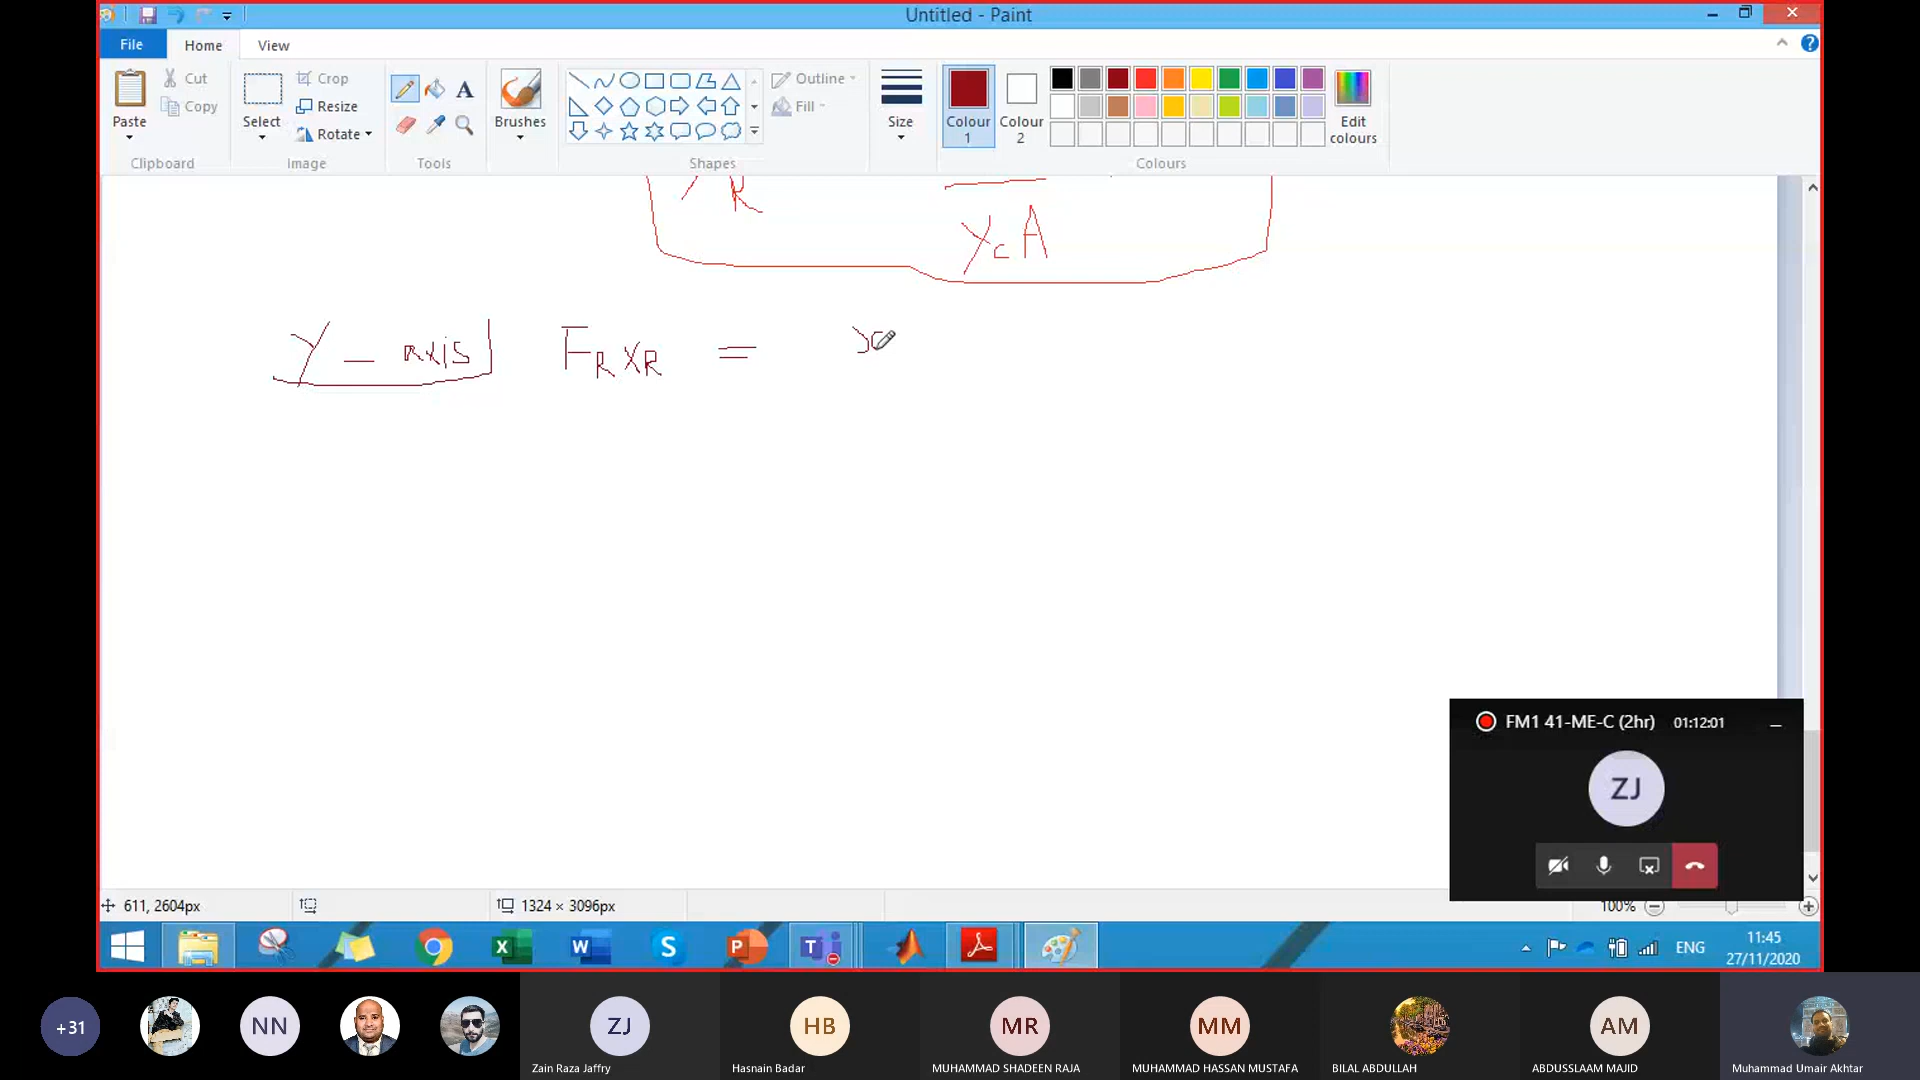 Untitled - Paint
File Home View
Paste
Cut
Copy
Clipboard
Select
Crop
Resize
Rotate
Image
A
Tools
Brushes
Shapes
Outline
Fill
Size
Colour 1
Colour 2
Edit colours
Colours
yR
ycA
Y - axis FR XR =
FM1 41-ME-C (2hr) 01:12:01
ZJ
611, 2604px
1324 × 3096px
100%
ENG
11:45
27/11/2020
+31
NN
ZJ
HB
MR
MM
AM
Zain Raza Jaffry
Hasnain Badar
MUHAMMAD SHADEEN RAJA
MUHAMMAD HASSAN MUSTAFA
BILAL ABDULLAH
ABDUSSLAAM MAJID
Muhammad Umair Akhtar